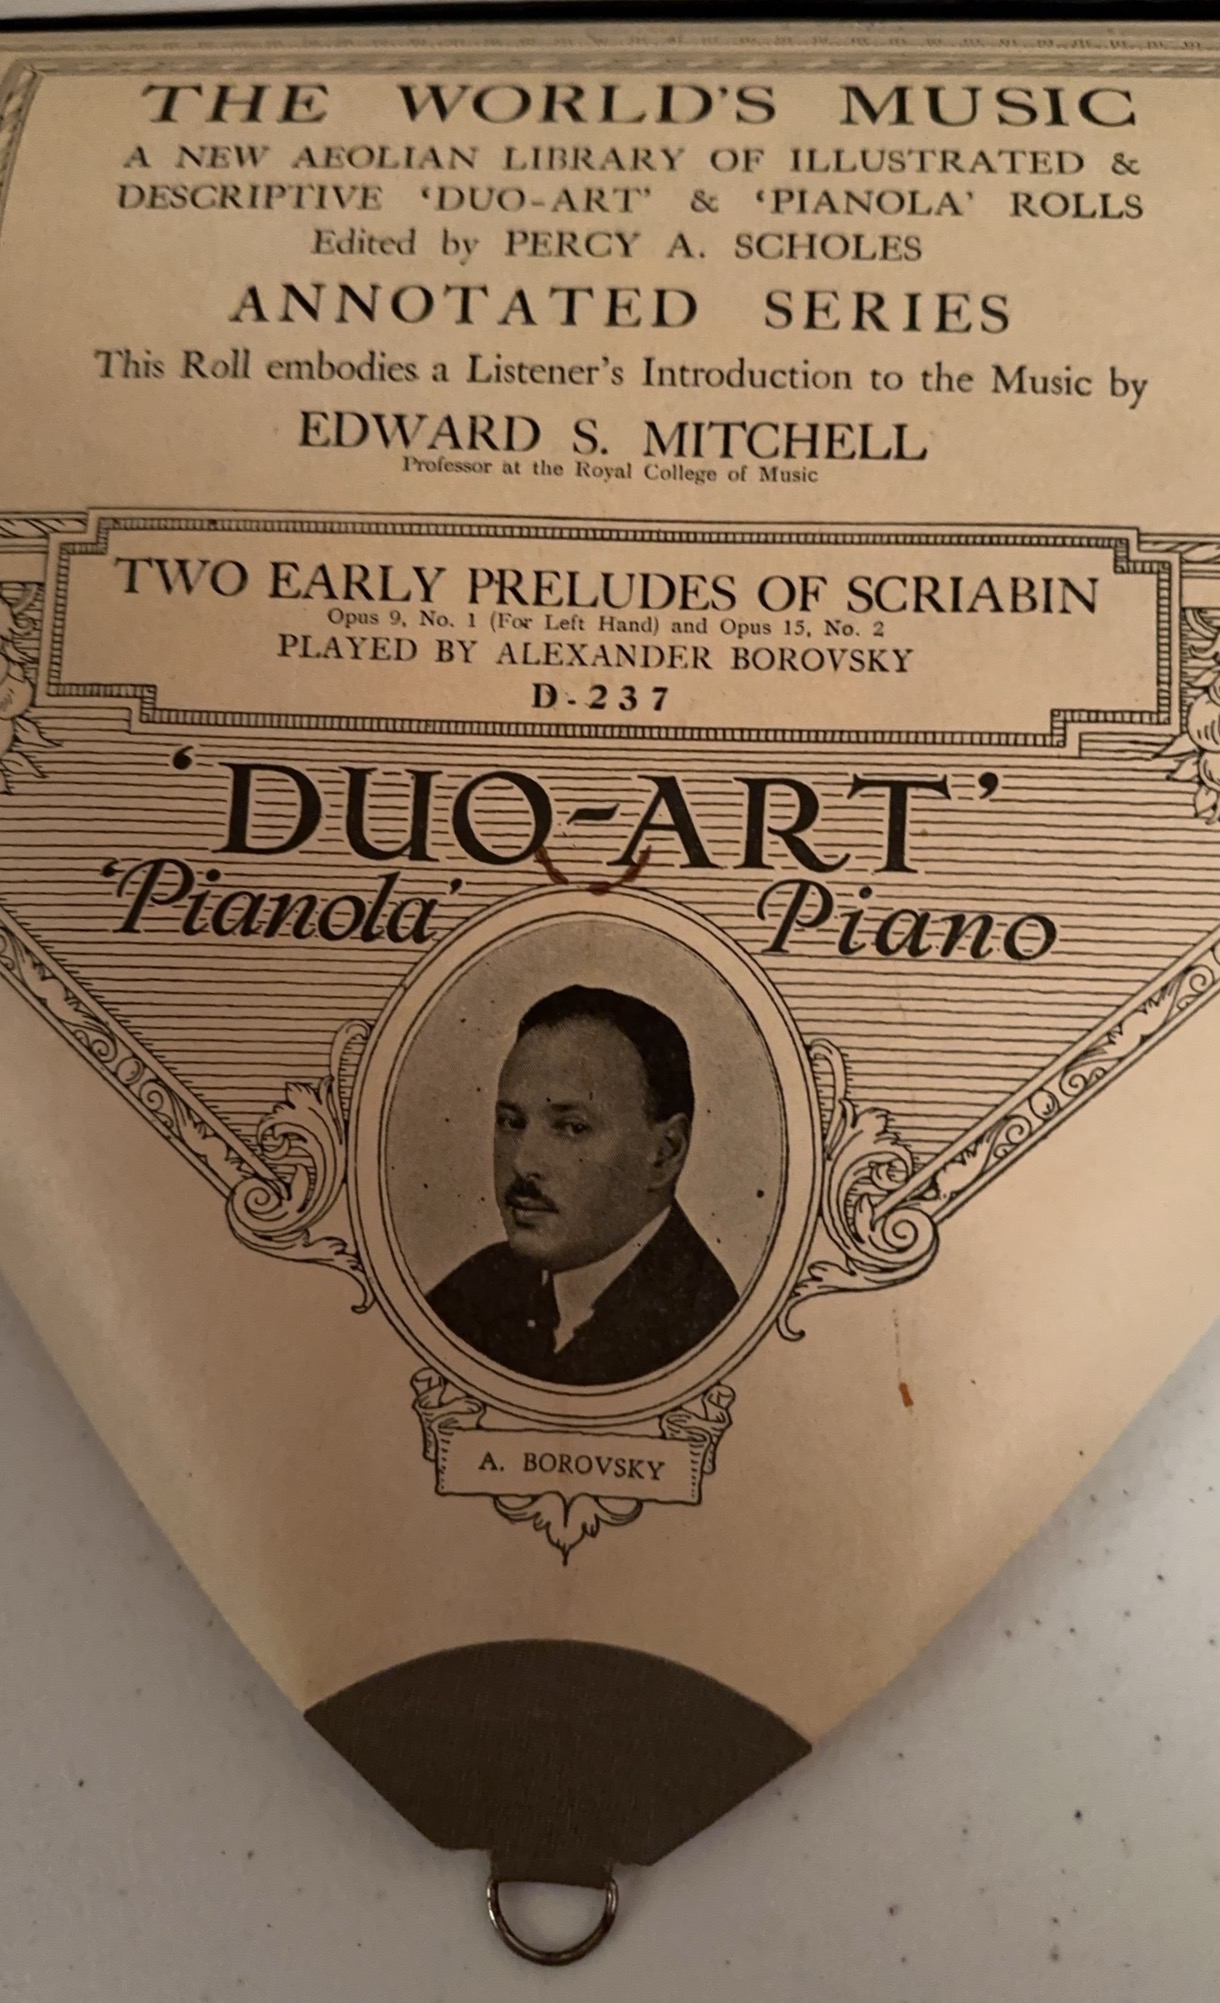 THE WORLD'S MUSIC
A NEW AEOLIAN LIBRARY OF ILLUSTRATED &
DESCRIPTIVE 'DUO-ART' & 'PIANOLA' ROLLS
Edited by PERCY A. SCHOLES
ANNOTATED SERIES
This Roll embodies a Listener's Introduction to the Music by
EDWARD S. MITCHELL
Professor at the Royal College of Music
TWO EARLY PRELUDES OF SCRIABIN
Opus 9, No. 1 (For Left Hand) and Opus 15, No. 2
PLAYED BY ALEXANDER BOROVSKY
D-237
'DUO-ART'
'Pianola' Piano
A. BOROVSKY